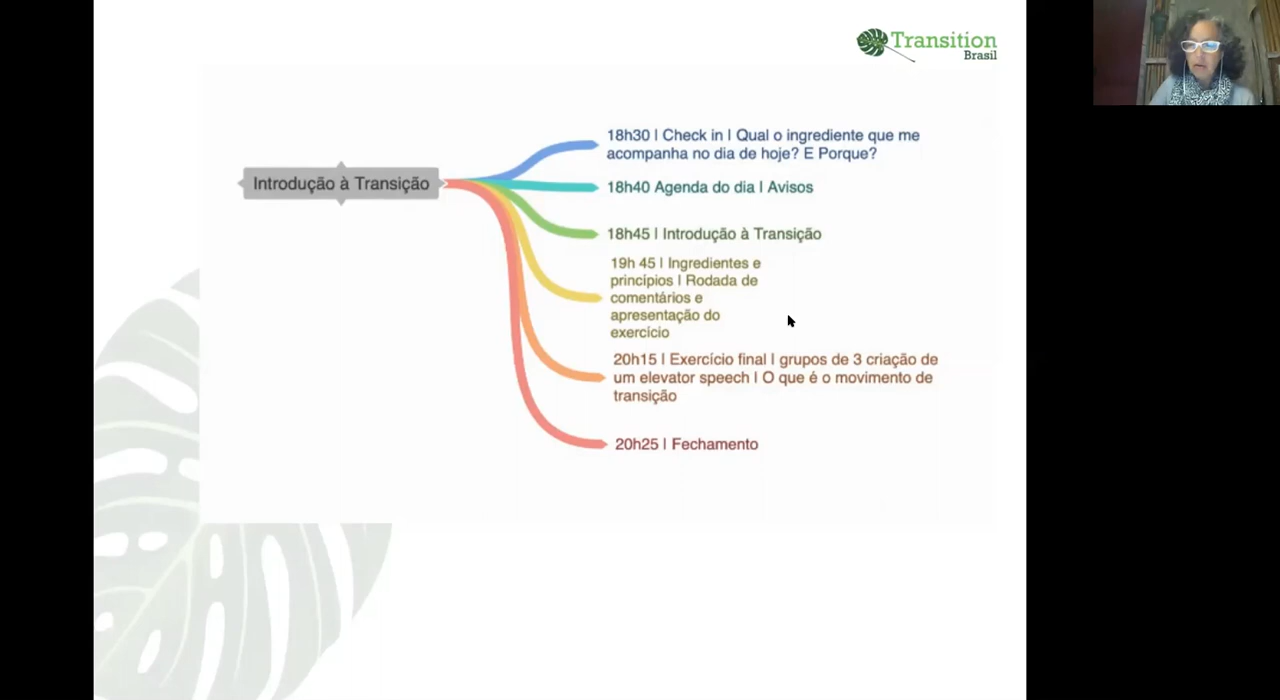 Transition
Brasil
Introdução à Transição
18h30 | Check in | Qual o ingrediente que me
acompanha no dia de hoje? E Porque?
18h40 Agenda do dia | Avisos
18h45 | Introdução à Transição
19h 45 | Ingredientes e
princípios | Rodada de
comentários e
apresentação do
exercício
20h15 | Exercício final | grupos de 3 criação de
um elevator speech | O que é o movimento de
transição
20h25 | Fechamento